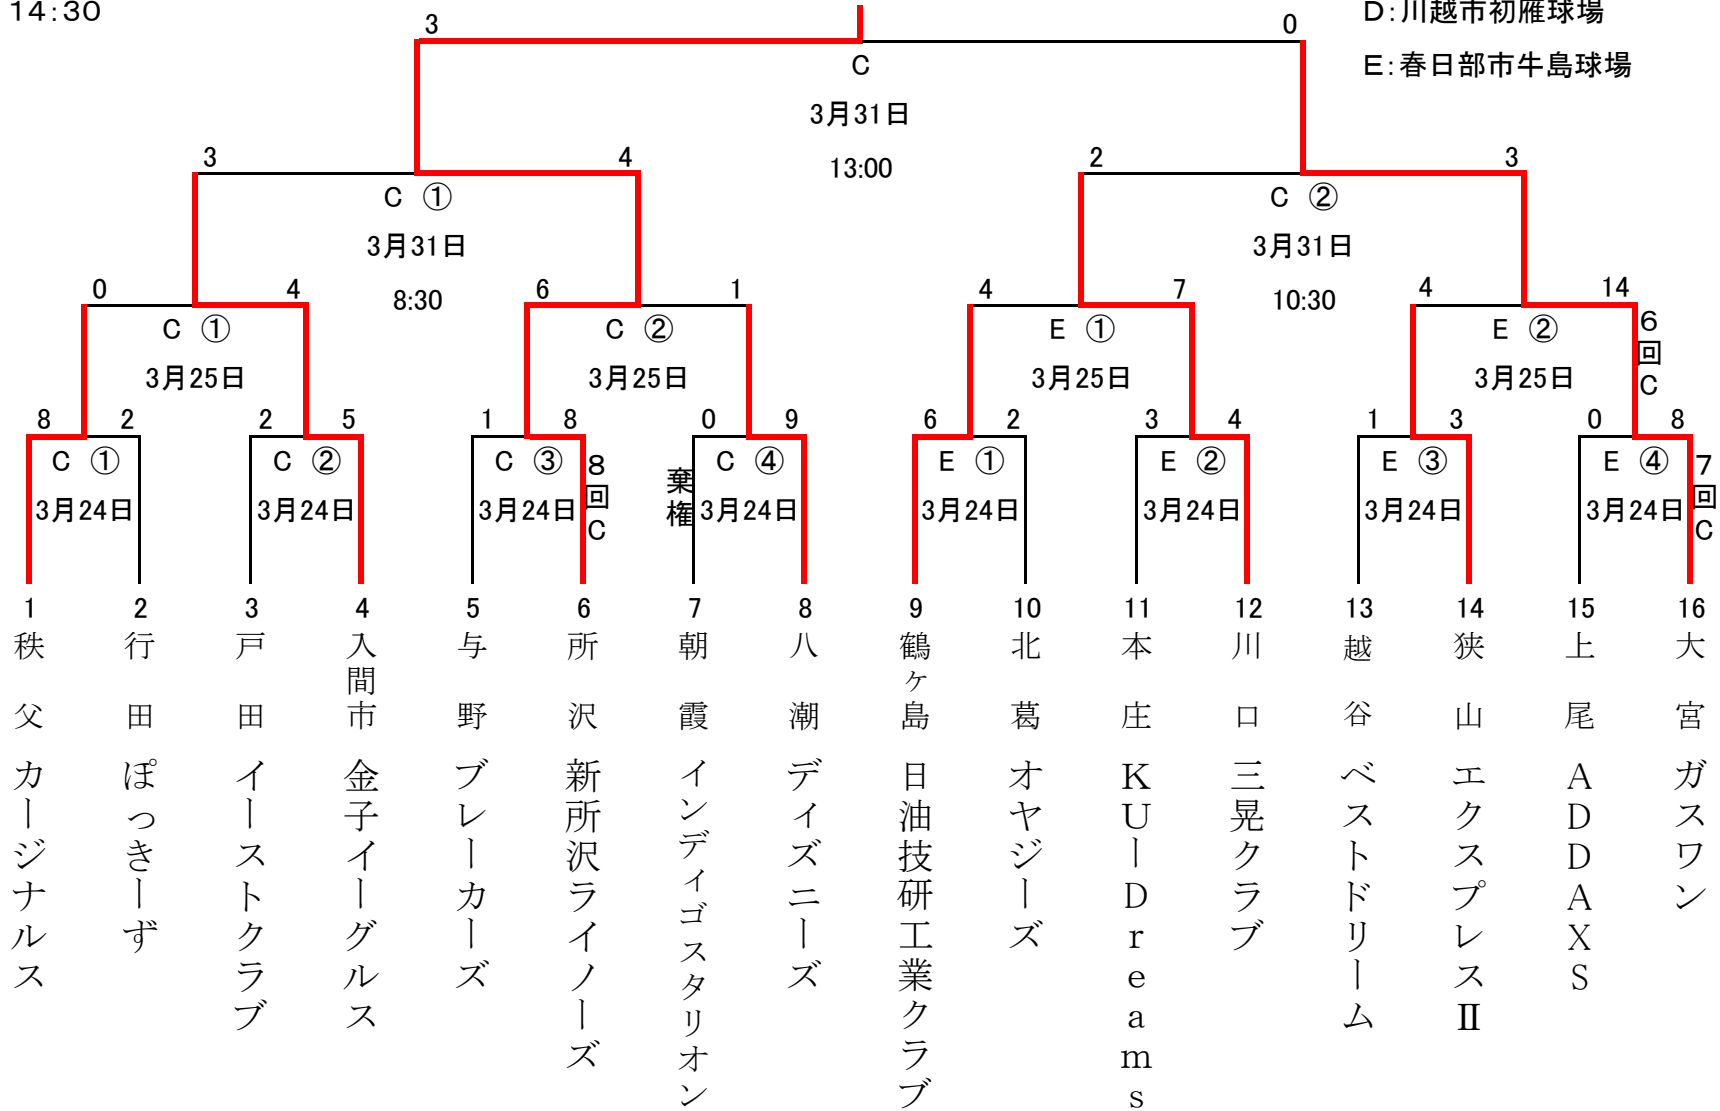 14:30
D:川越市初雁球場
E:春日部市牛島球場
3 0
C
3月31日
13:00
3 4
C ①
3月31日
8:30
2 3
C ②
3月31日
10:30
0 4
C ①
3月25日
6 1
C ②
3月25日
4 7
E ①
3月25日
4 14
E ②
3月25日
6回C
8 2
C ①
3月24日
2 5
C ②
3月24日
1 8
C ③
3月24日
8回C
0 9
C ④
3月24日
棄権
6 2
E ①
3月24日
3 4
E ②
3月24日
1 3
E ③
3月24日
0 8
E ④
3月24日
7回C
1 秩父 カージナルス
2 行田 ぽっきーず
3 戸田 イーストクラブ
4 入間市 金子イーグルス
5 与野 ブレーカーズ
6 所沢 新所沢ライノーズ
7 朝霞 インディゴスタリオン
8 八潮 ディズニーズ
9 鶴ヶ島 日油技研工業クラブ
10 北葛 オヤジーズ
11 本庄 KUーDreams
12 川口 三晃クラブ
13 越谷 ベストドリーム
14 狭山 エクスプレスⅡ
15 上尾 ADDAXS
16 大宮 ガスワン